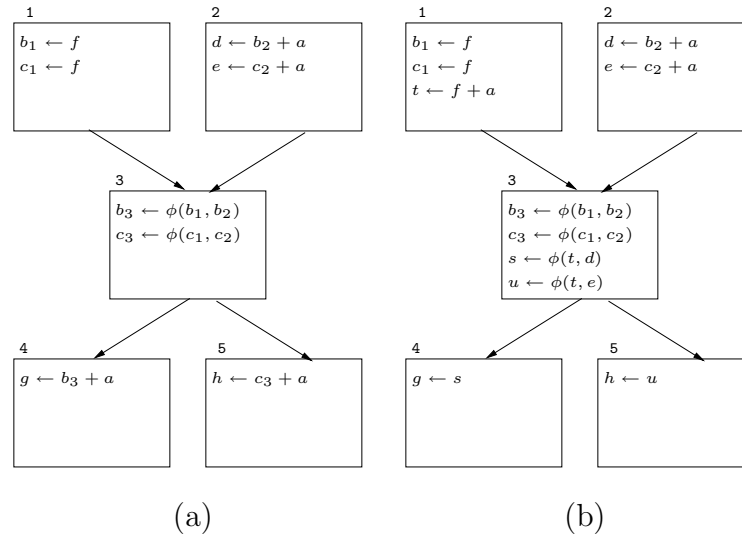 1
b₁ ← f
c₁ ← f
2
d ← b₂ + a
e ← c₂ + a
3
b₃ ← ϕ(b₁, b₂)
c₃ ← ϕ(c₁, c₂)
4
g ← b₃ + a
5
h ← c₃ + a
(a)
1
b₁ ← f
c₁ ← f
t ← f + a
2
d ← b₂ + a
e ← c₂ + a
3
b₃ ← ϕ(b₁, b₂)
c₃ ← ϕ(c₁, c₂)
s ← ϕ(t, d)
u ← ϕ(t, e)
4
g ← s
5
h ← u
(b)